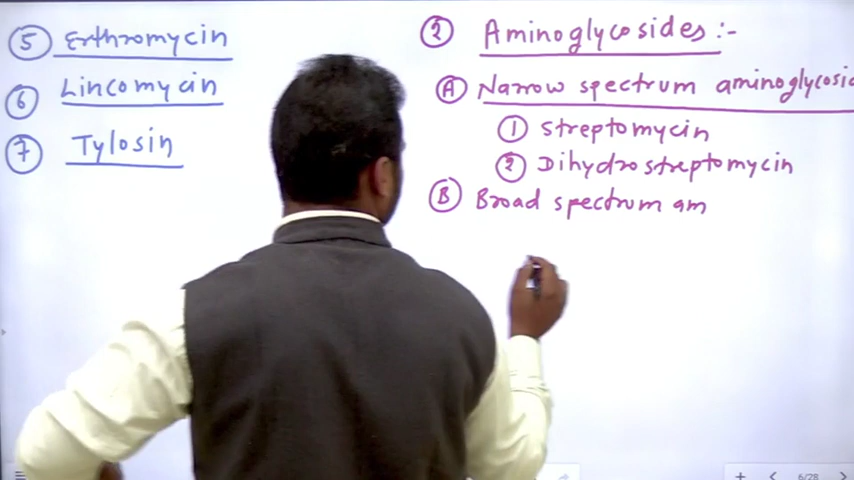 ⑤ Erthromycin
⑥ Lincomycin
⑦ Tylosin
② Aminoglycosides :-
Ⓐ Narrow spectrum aminoglycosid
① Streptomycin
② Dihydrostreptomycin
Ⓑ Broad spectrum am
6/28